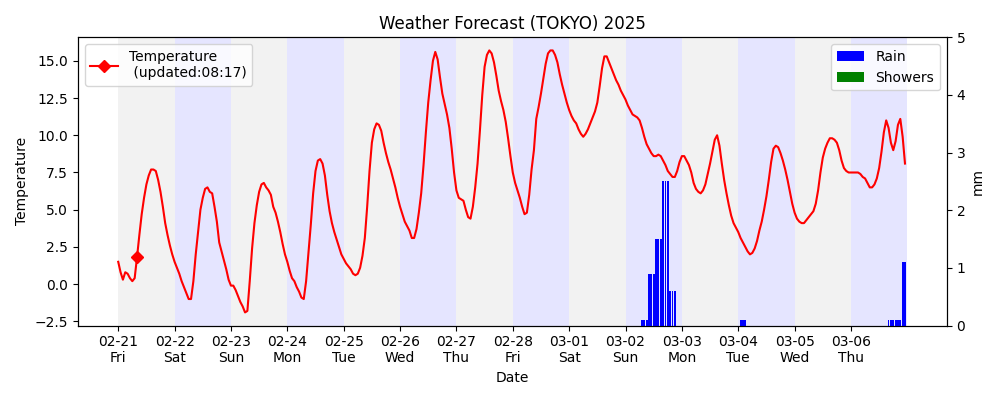 Weather Forecast (TOKYO) 2025
Temperature
(updated:08:17)
Rain
Showers
Temperature
15.0
12.5
10.0
7.5
5.0
2.5
0.0
−2.5
5
4
3
2
1
0
mm
02-21 02-22 02-23 02-24 02-25 02-26 02-27 02-28 03-01 03-02 03-03 03-04 03-05 03-06
Fri Sat Sun Mon Tue Wed Thu Fri Sat Sun Mon Tue Wed Thu
Date